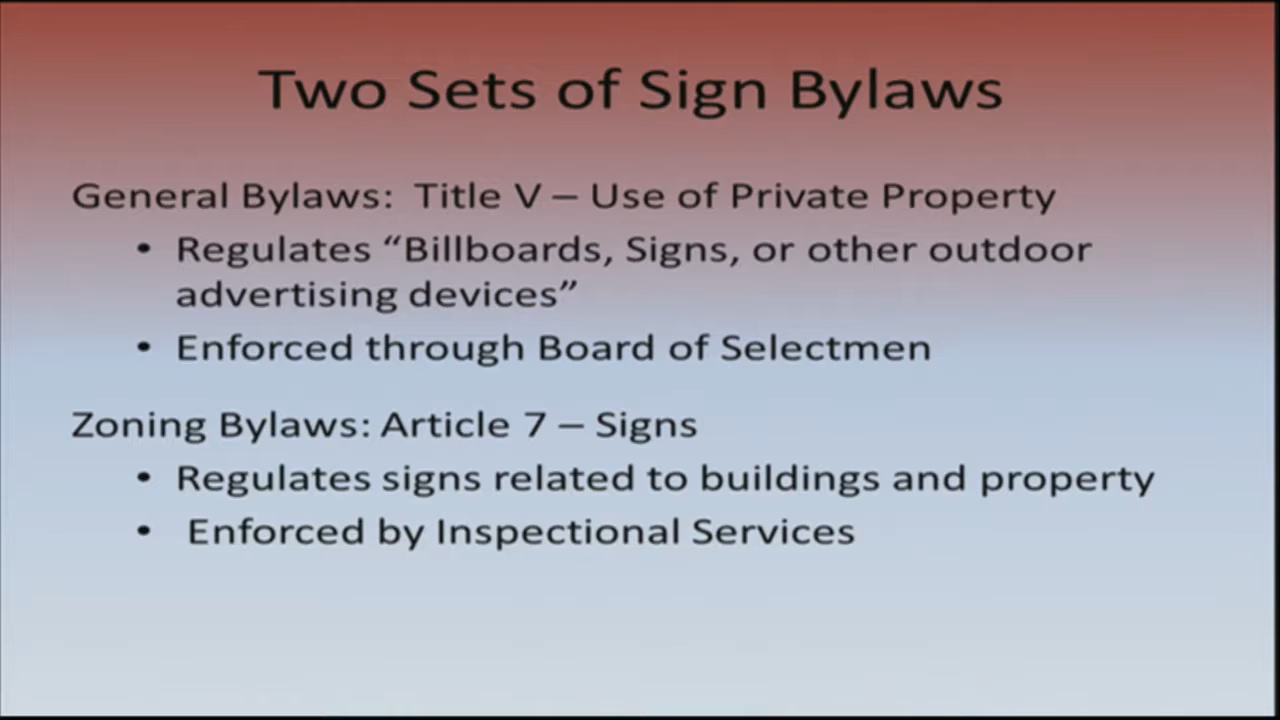 Two Sets of Sign Bylaws
General Bylaws:  Title V – Use of Private Property
• Regulates “Billboards, Signs, or other outdoor
advertising devices”
• Enforced through Board of Selectmen
Zoning Bylaws: Article 7 – Signs
• Regulates signs related to buildings and property
•  Enforced by Inspectional Services